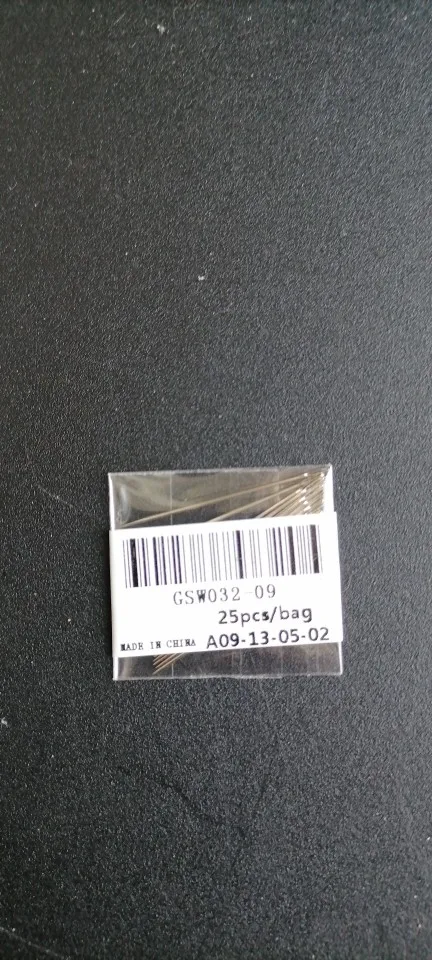 GSW032-09
25pcs/bag
MADE IN CHINA A09-13-05-02